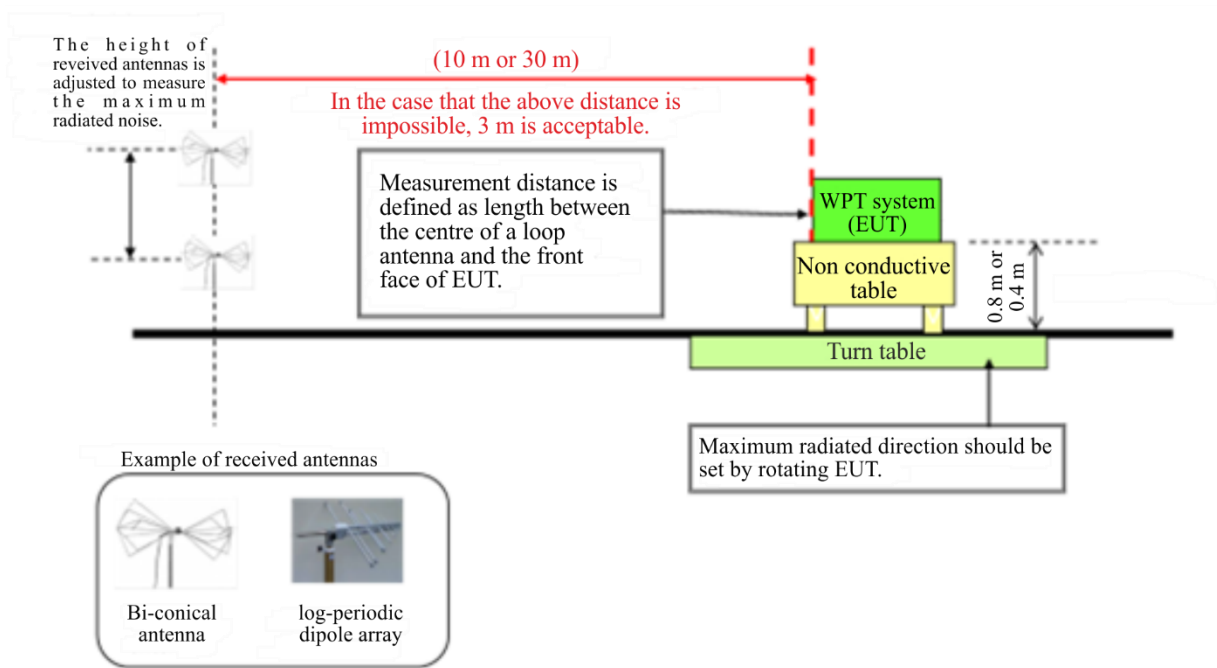 The height of
reveived antennas is
adjusted to measure
the maximum
radiated noise.
(10 m or 30 m)
In the case that the above distance is
impossible, 3 m is acceptable.
Measurement distance is
defined as length between
the centre of a loop
antenna and the front
face of EUT.
WPT system
(EUT)
Non conductive
table
0.8 m or
0.4 m
Turn table
Maximum radiated direction should be
set by rotating EUT.
Example of received antennas
Bi-conical
antenna
log-periodic
dipole array